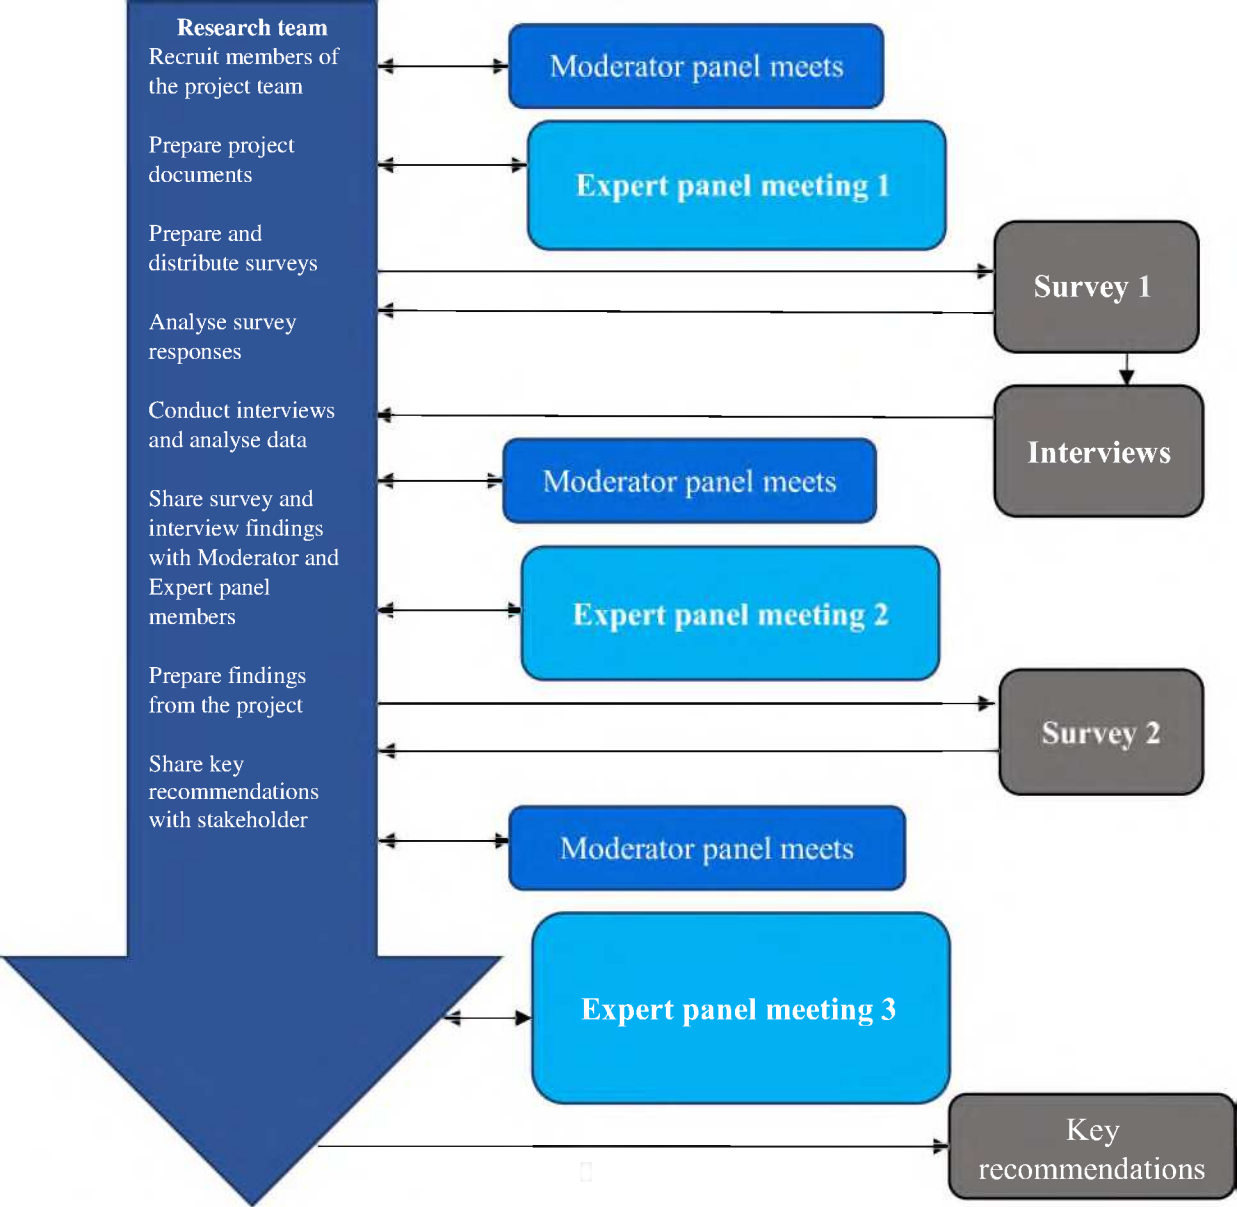 Research team
Recruit members of
the project team
Prepare project
documents
Prepare and
distribute surveys
Analyse survey
responses
Conduct interviews
and analyse data
Share survey and
interview findings
with Moderator and
Expert panel
members
Prepare findings
from the project
Share key
recommendations
with stakeholder
Moderator panel meets
Expert panel meeting 1
Survey 1
Interviews
Moderator panel meets
Expert panel meeting 2
Survey 2
Moderator panel meets
Expert panel meeting 3
Key
recommendations